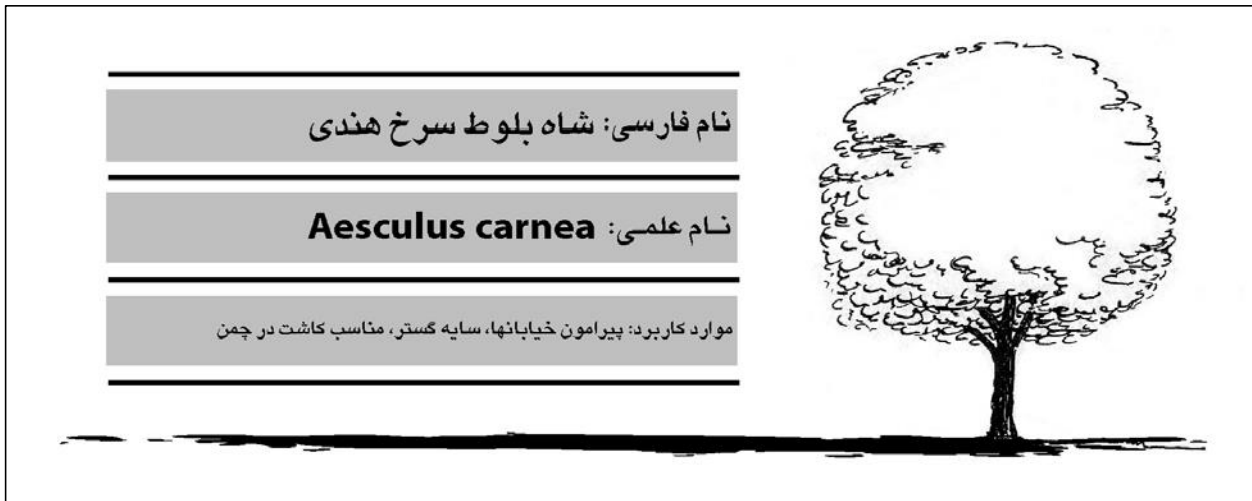 نام فارسی: شاه بلوط سرخ هندی
نام علمی: Aesculus carnea
موارد کاربرد: پیرامون خیابانها، سایه گستر، مناسب کاشت در چمن